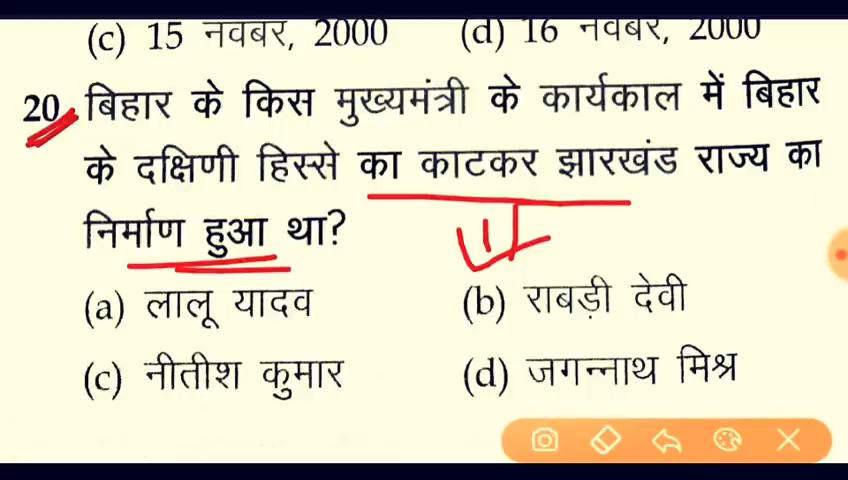 (c) 15 नवबर, 2000 (d) 16 नवबर, 2000
20. बिहार के किस मुख्यमंत्री के कार्यकाल में बिहार
के दक्षिणी हिस्से का काटकर झारखंड राज्य का
निर्माण हुआ था?
(a) लालू यादव (b) राबड़ी देवी
(c) नीतीश कुमार (d) जगन्नाथ मिश्र